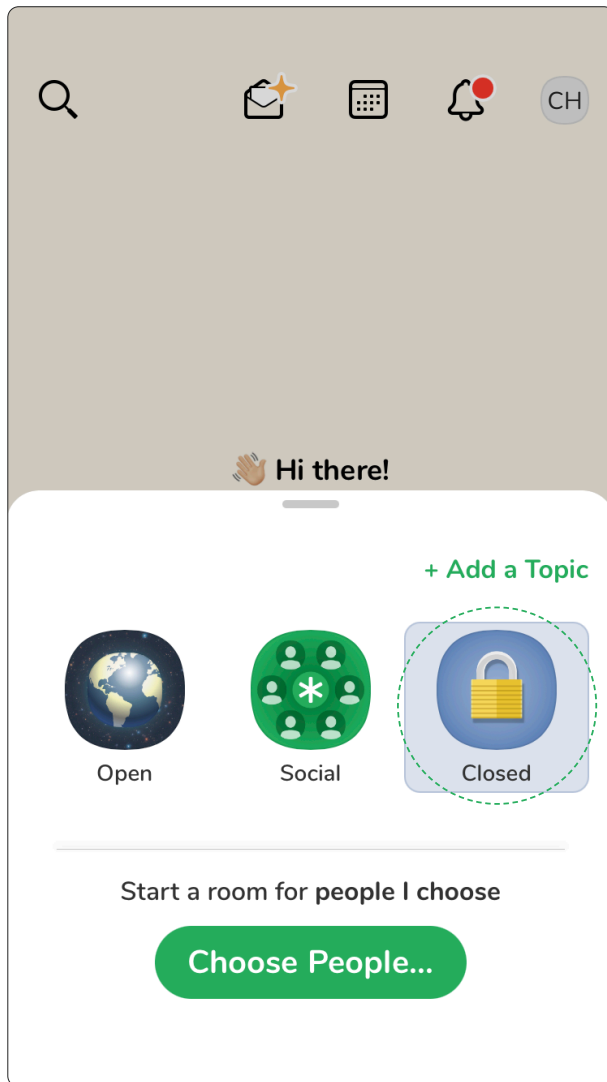 CH
Hi there!
+ Add a Topic
Open
Social
Closed
Start a room for people I choose
Choose People...